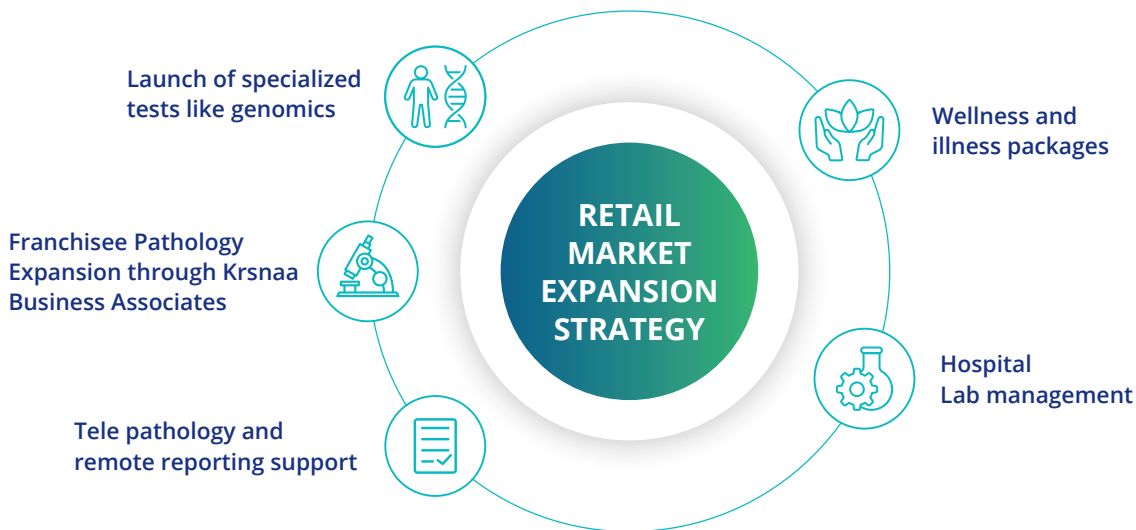 Launch of specialized
tests like genomics
Wellness and
illness packages
RETAIL
MARKET
EXPANSION
STRATEGY
Franchisee Pathology
Expansion through Krsnaa
Business Associates
Hospital
Lab management
Tele pathology and
remote reporting support